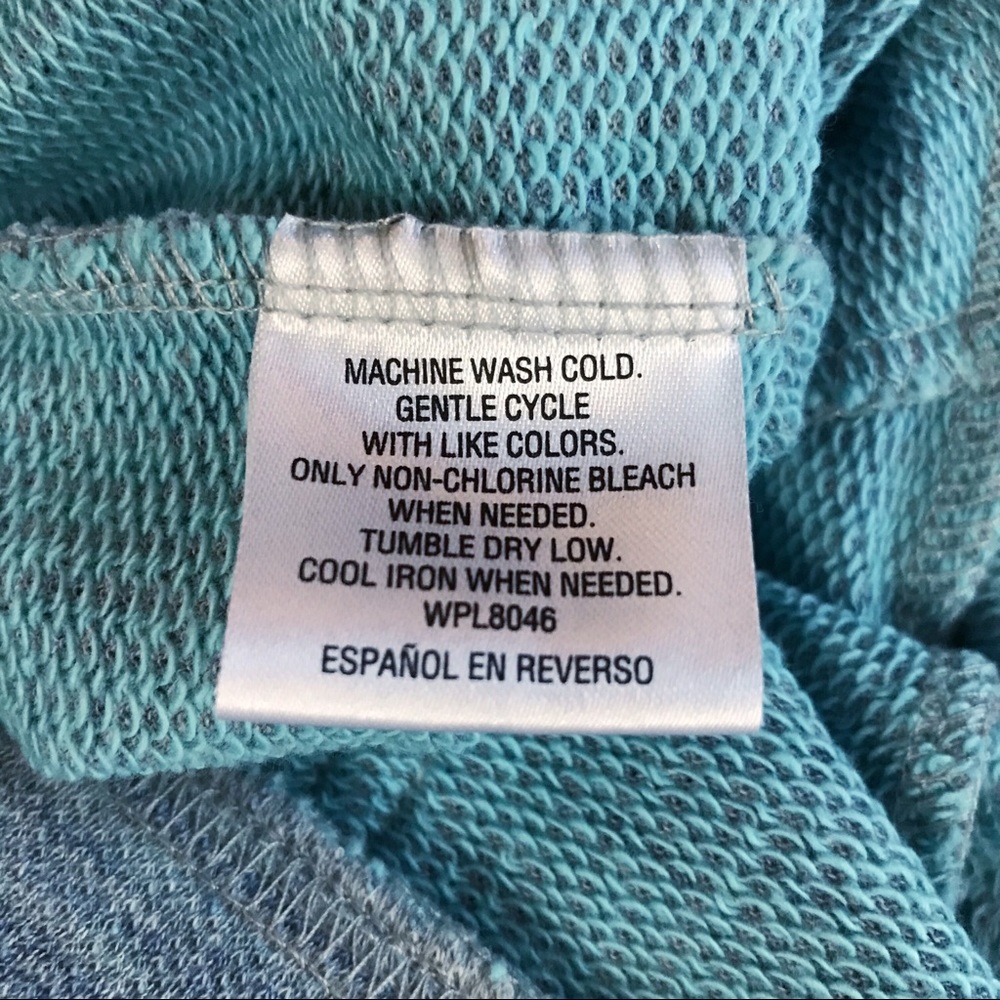 MACHINE WASH COLD.
GENTLE CYCLE
WITH LIKE COLORS.
ONLY NON-CHLORINE BLEACH
WHEN NEEDED.
TUMBLE DRY LOW.
COOL IRON WHEN NEEDED.
WPL8046
ESPAÑOL EN REVERSO